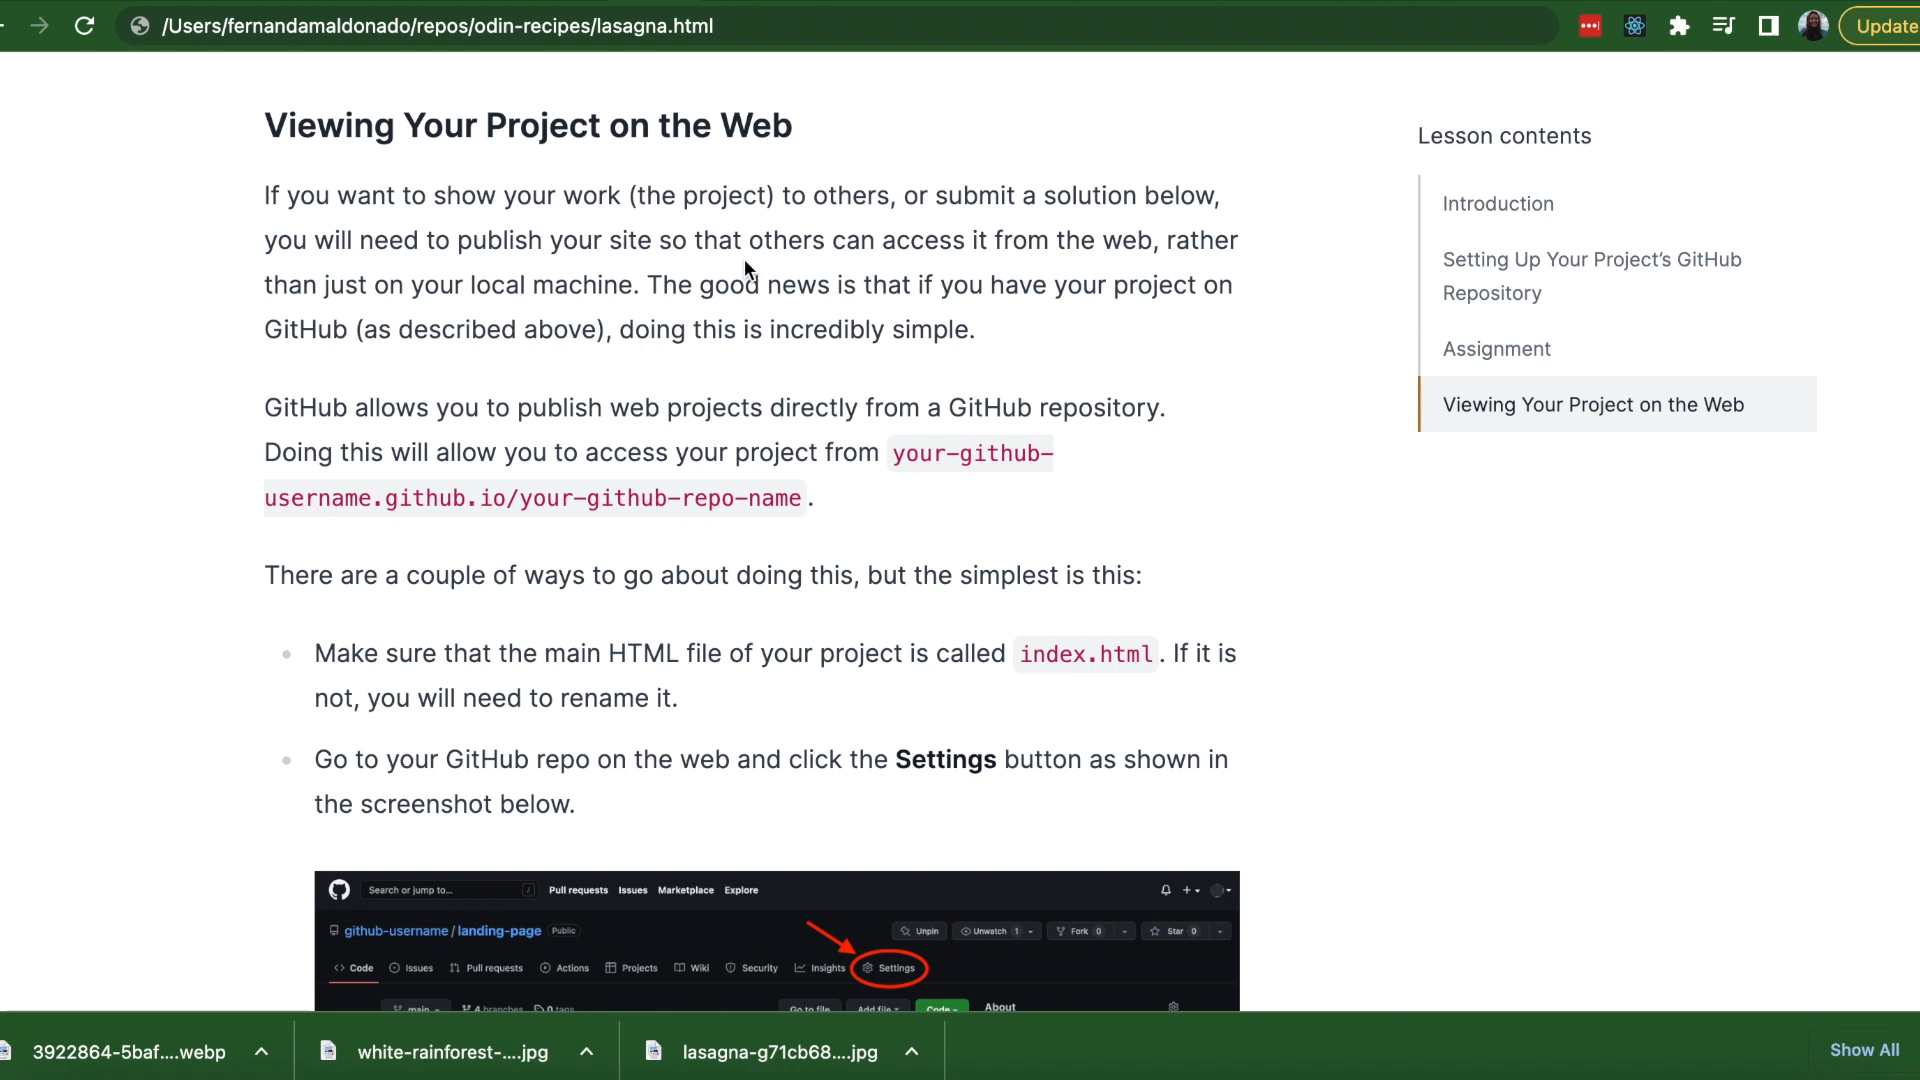 /Users/fernandamaldonado/repos/odin-recipes/lasagna.html
Update
Viewing Your Project on the Web
If you want to show your work (the project) to others, or submit a solution below,
you will need to publish your site so that others can access it from the web, rather
than just on your local machine. The good news is that if you have your project on
GitHub (as described above), doing this is incredibly simple.
GitHub allows you to publish web projects directly from a GitHub repository.
Doing this will allow you to access your project from your-github-
username.github.io/your-github-repo-name.
There are a couple of ways to go about doing this, but the simplest is this:
Make sure that the main HTML file of your project is called index.html. If it is
not, you will need to rename it.
Go to your GitHub repo on the web and click the Settings button as shown in
the screenshot below.
Lesson contents
Introduction
Setting Up Your Project's GitHub
Repository
Assignment
Viewing Your Project on the Web
Search or jump to... / Pull requests Issues Marketplace Explore
github-username / landing-page Public Unpin Unwatch 1 Fork 0 Star 0
Code Issues Pull requests Actions Projects Wiki Security Insights Settings
main 4 branches 0 tags Go to file Add file Code About
3922864-5baf....webp
white-rainforest-....jpg
lasagna-g71cb68....jpg
Show All